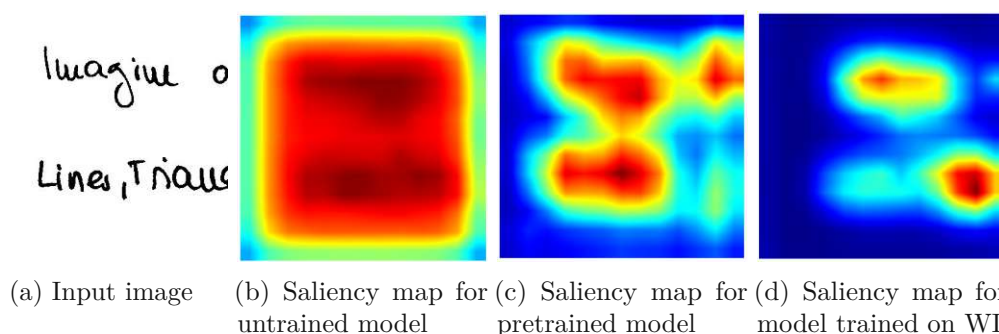 Imagine o
Lines, Triang
(a) Input image
(b) Saliency map for
untrained model
(c) Saliency map for
pretrained model
(d) Saliency map for
model trained on WI